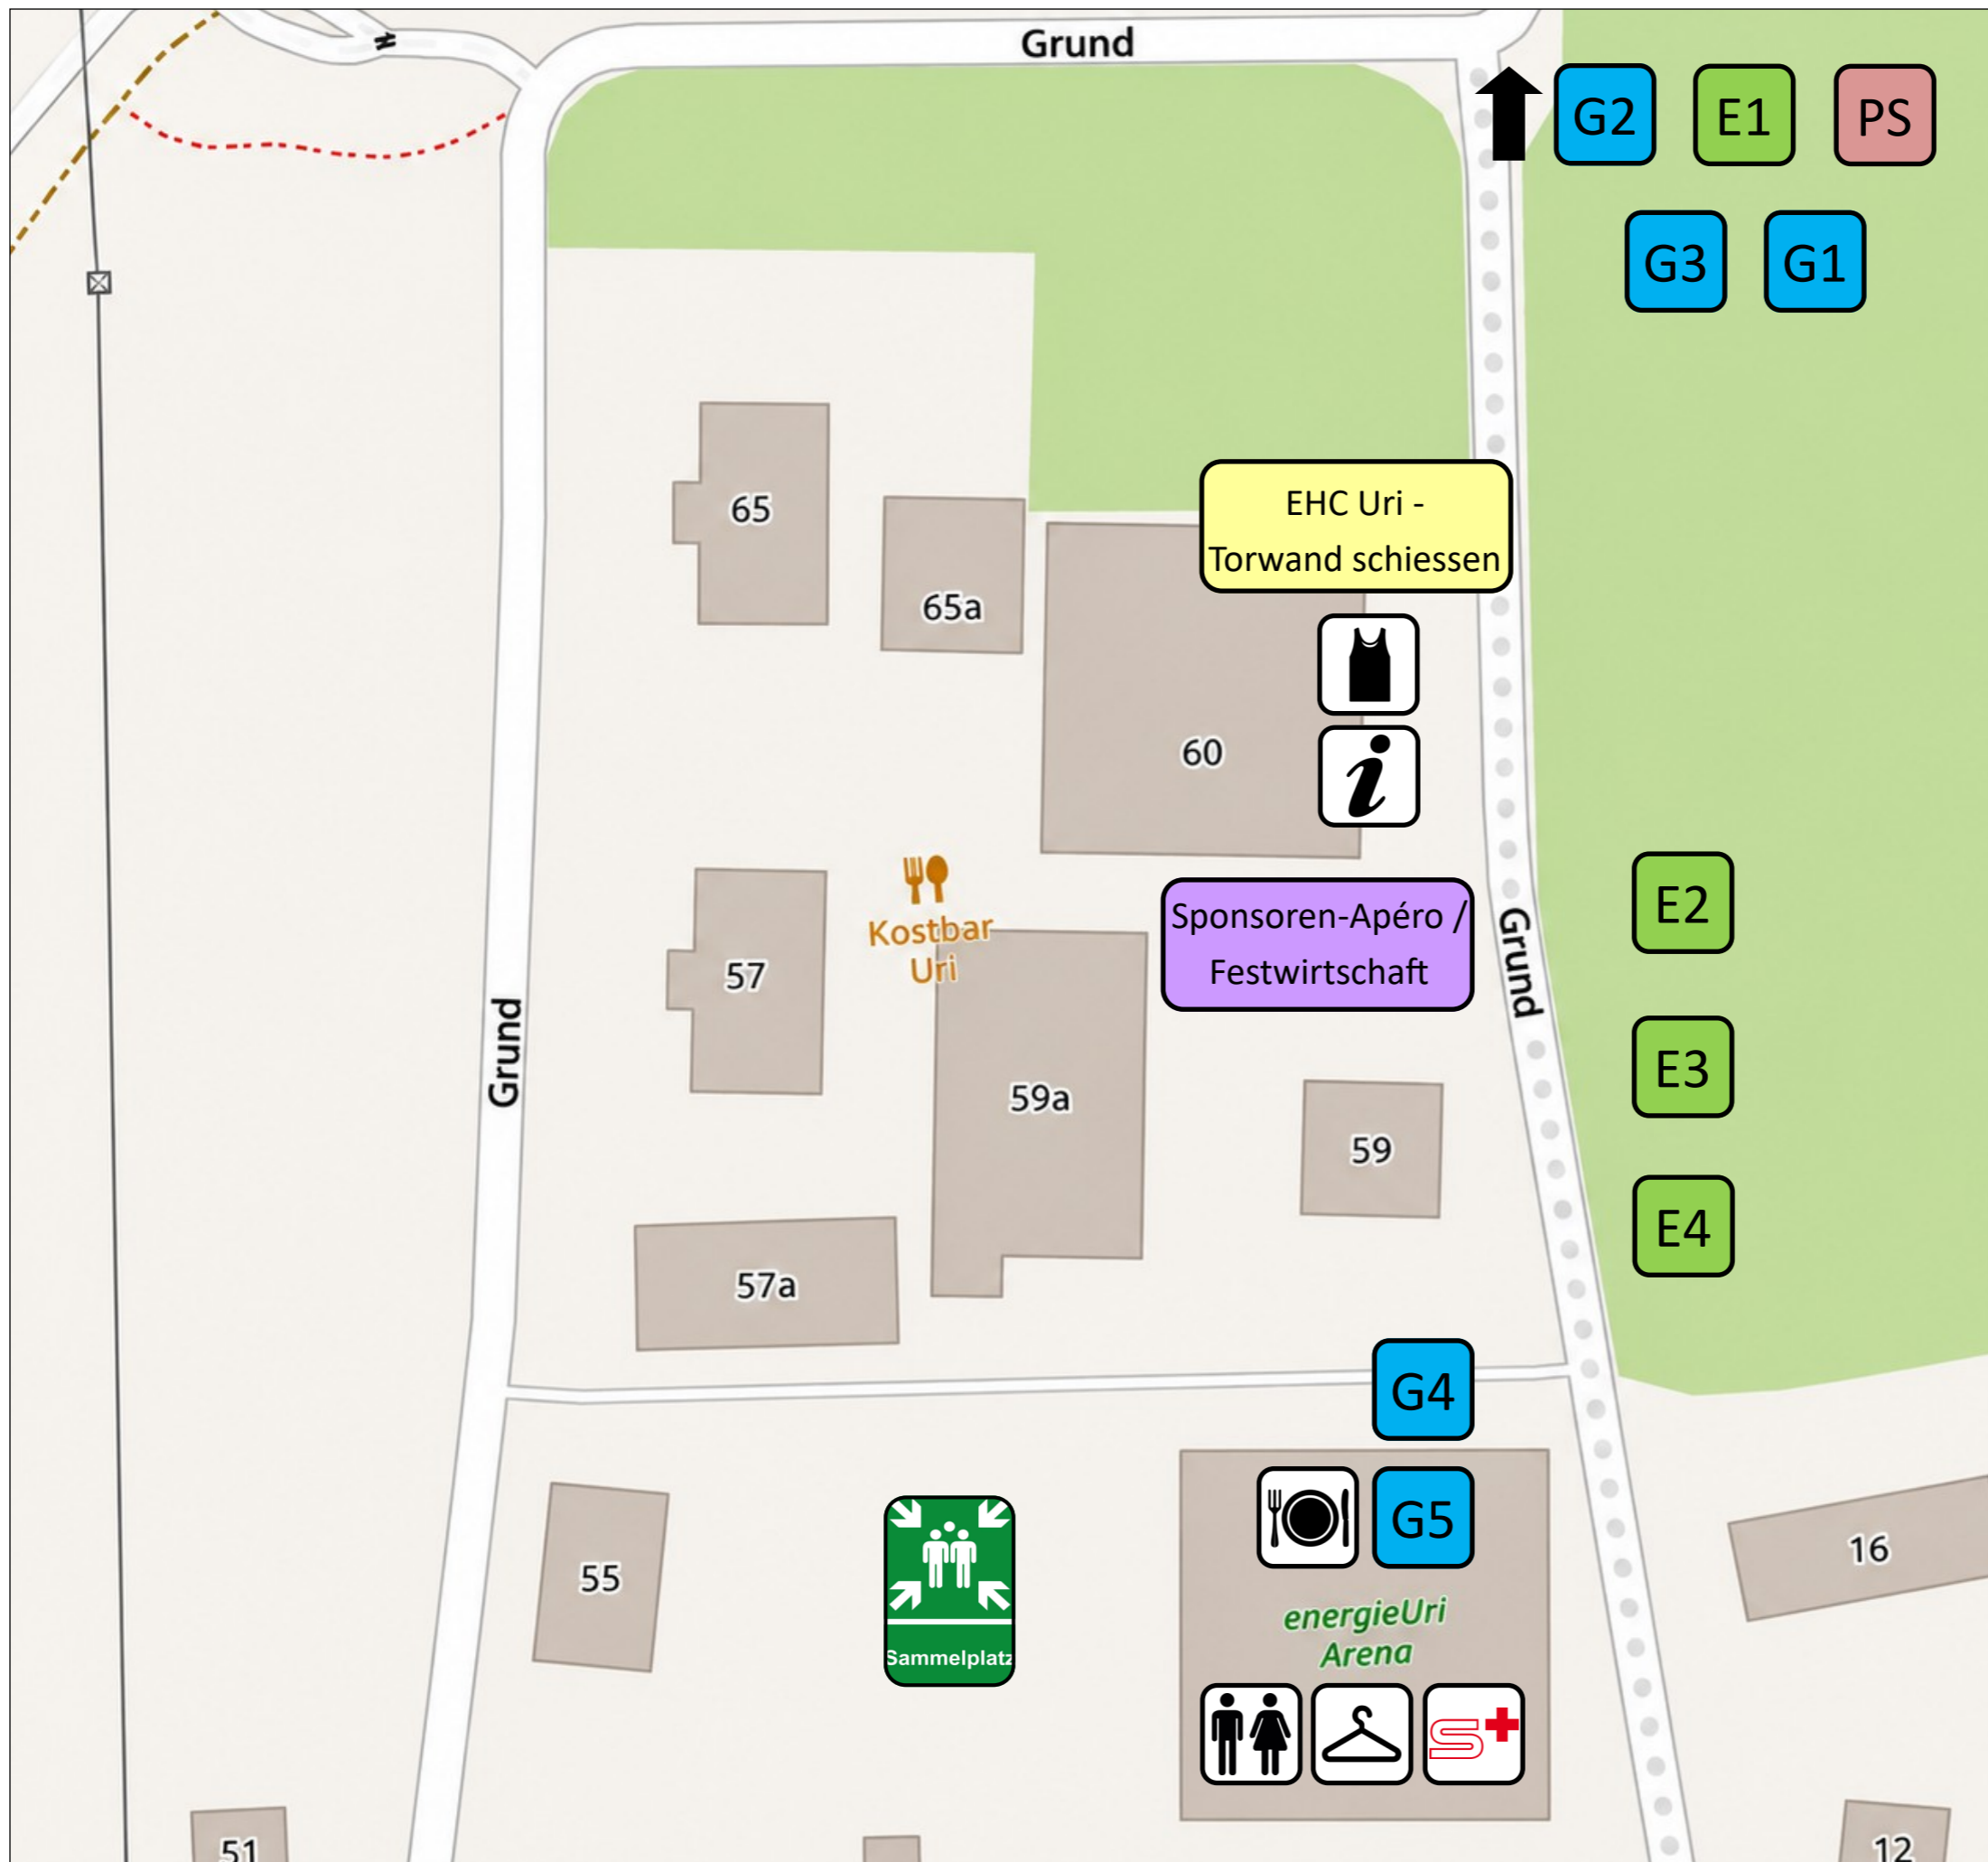 Grund
G2
E1
PS
G3
G1
EHC Uri -
Torwand schiessen
65
65a
60
i
Kostbar
Uri
Sponsoren-Apéro /
Festwirtschaft
E2
57
Grund
Grund
59a
59
E3
E4
57a
G4
G5
55
16
energieUri
Arena
Sammelplatz
S+
51
12